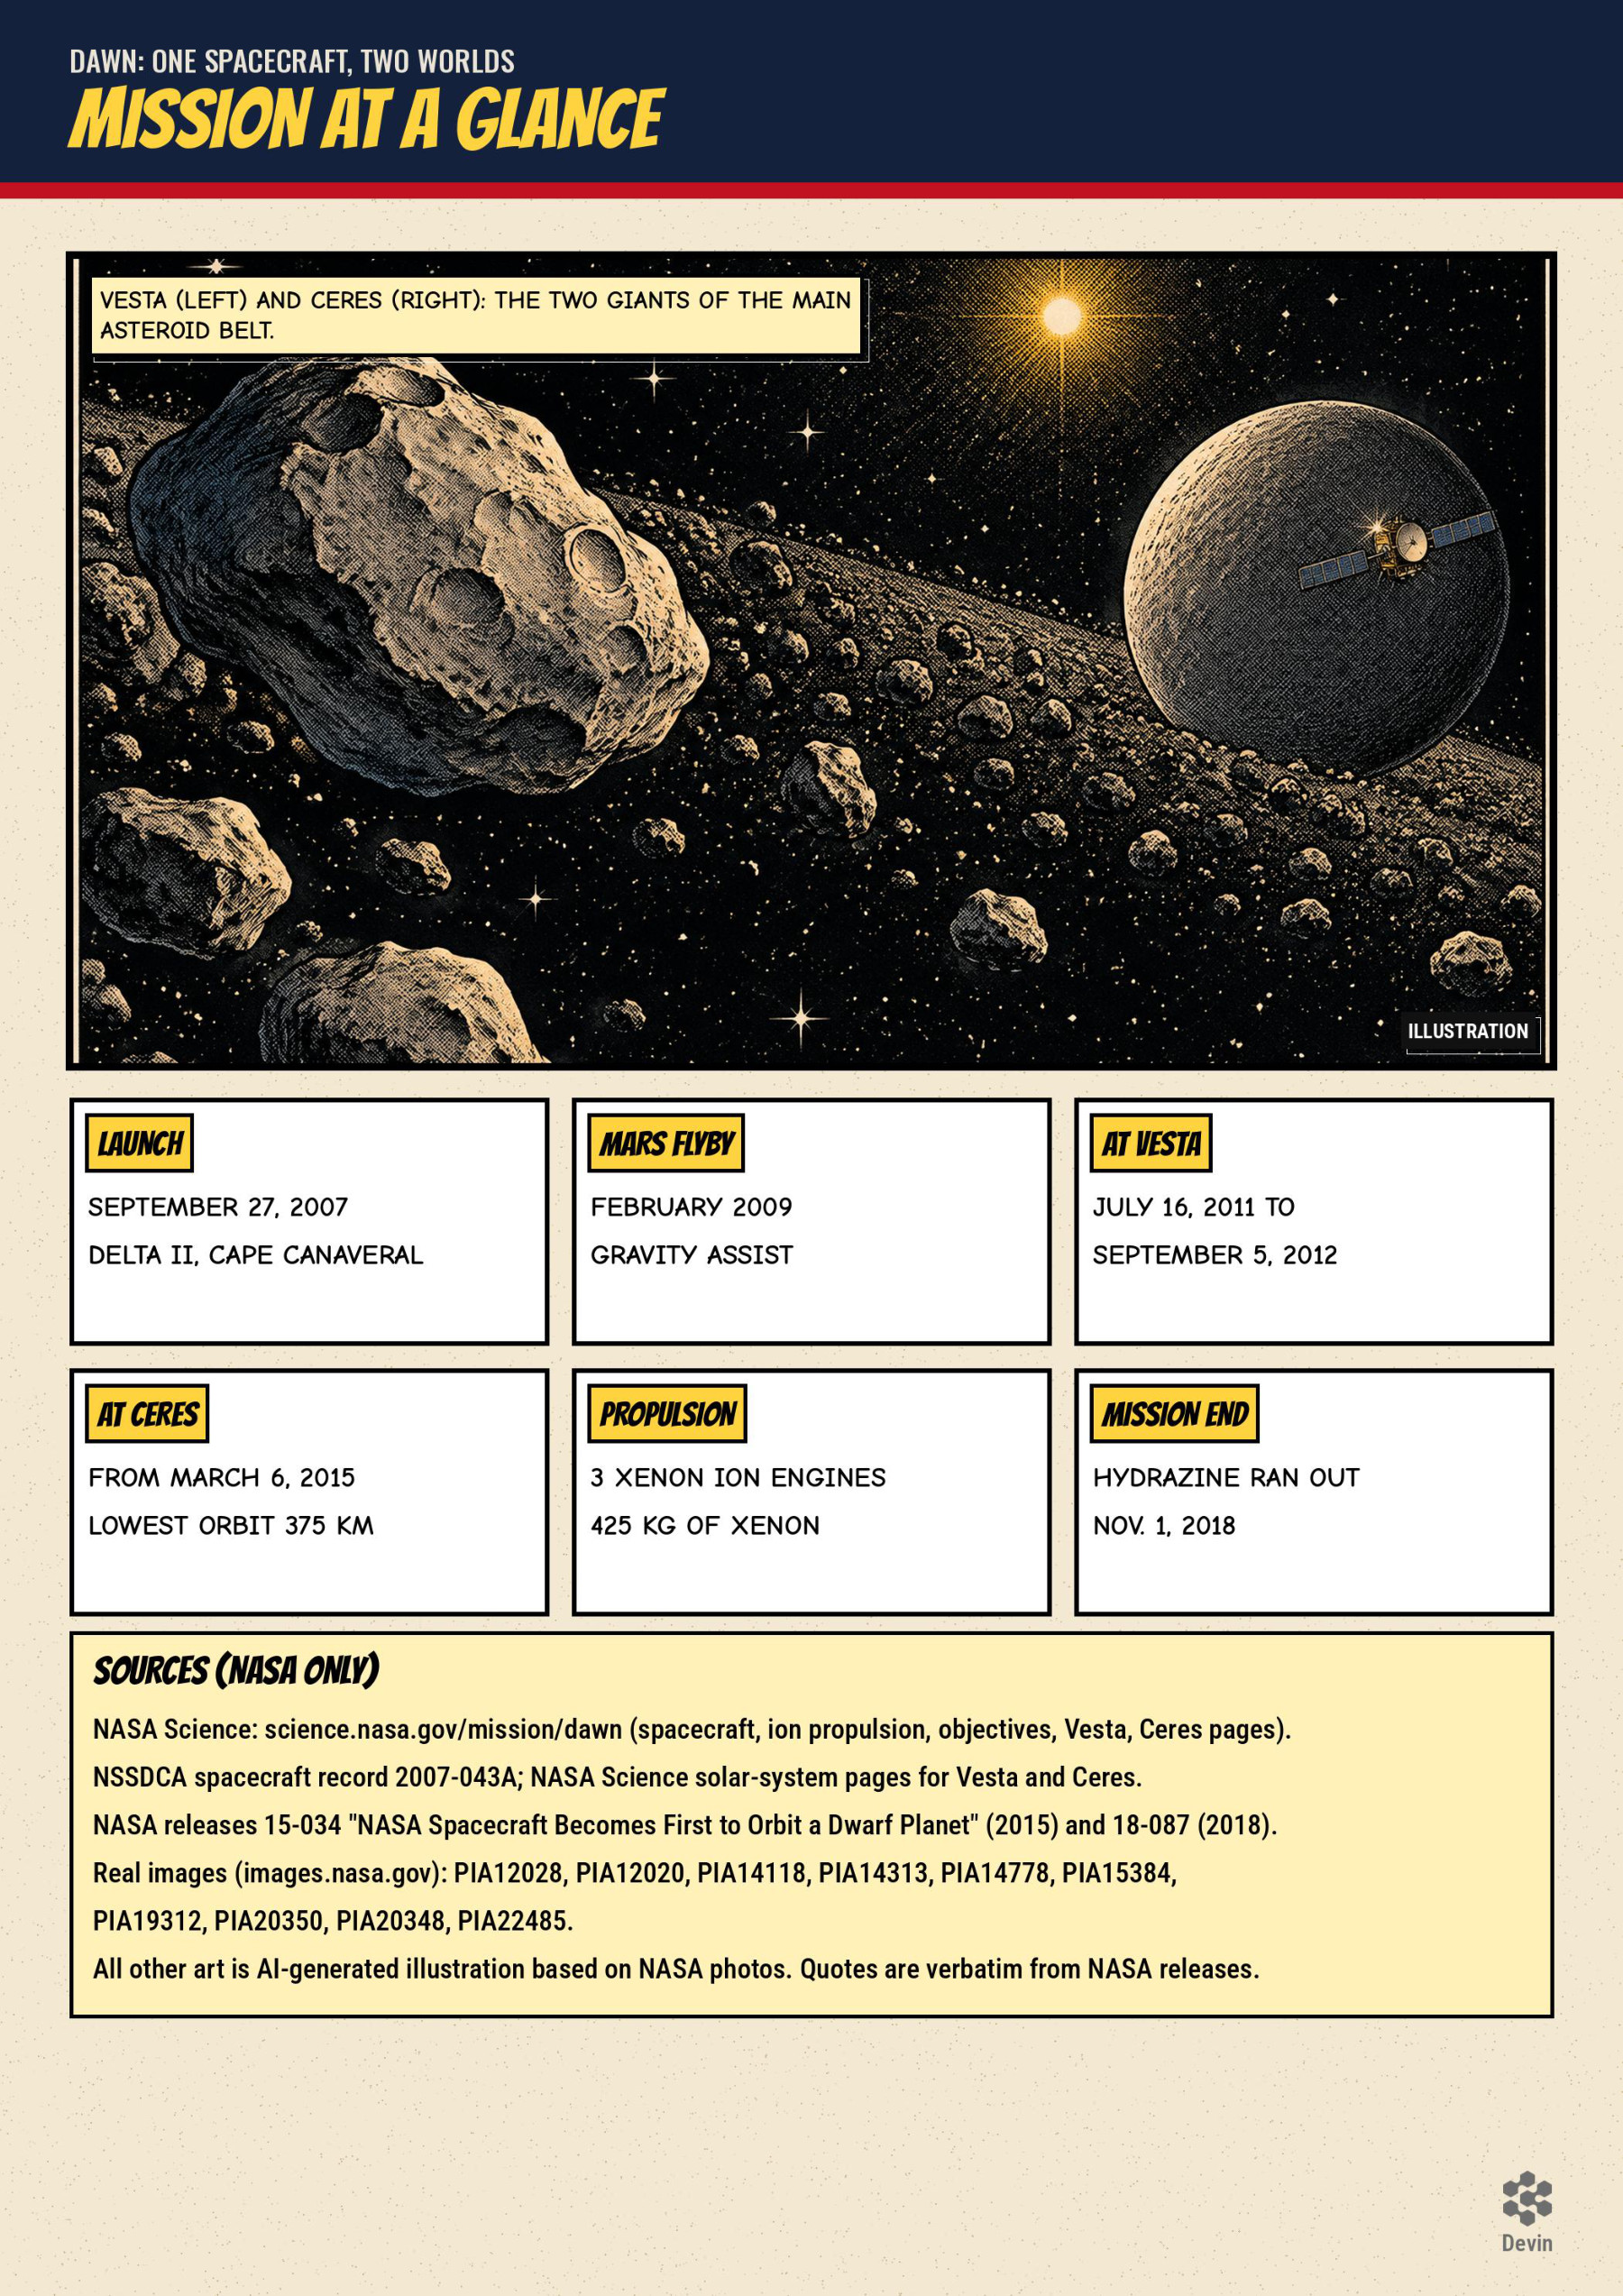 DAWN: ONE SPACECRAFT, TWO WORLDS
MISSION AT A GLANCE
VESTA (LEFT) AND CERES (RIGHT): THE TWO GIANTS OF THE MAIN
ASTEROID BELT.
ILLUSTRATION
LAUNCH
SEPTEMBER 27, 2007
DELTA II, CAPE CANAVERAL
MARS FLYBY
FEBRUARY 2009
GRAVITY ASSIST
AT VESTA
JULY 16, 2011 TO
SEPTEMBER 5, 2012
AT CERES
FROM MARCH 6, 2015
LOWEST ORBIT 375 KM
PROPULSION
3 XENON ION ENGINES
425 KG OF XENON
MISSION END
HYDRAZINE RAN OUT
NOV. 1, 2018
SOURCES (NASA ONLY)
NASA Science: science.nasa.gov/mission/dawn (spacecraft, ion propulsion, objectives, Vesta, Ceres pages).
NSSDCA spacecraft record 2007-043A; NASA Science solar-system pages for Vesta and Ceres.
NASA releases 15-034 "NASA Spacecraft Becomes First to Orbit a Dwarf Planet" (2015) and 18-087 (2018).
Real images (images.nasa.gov): PIA12028, PIA12020, PIA14118, PIA14313, PIA14778, PIA15384,
PIA19312, PIA20350, PIA20348, PIA22485.
All other art is AI-generated illustration based on NASA photos. Quotes are verbatim from NASA releases.
Devin